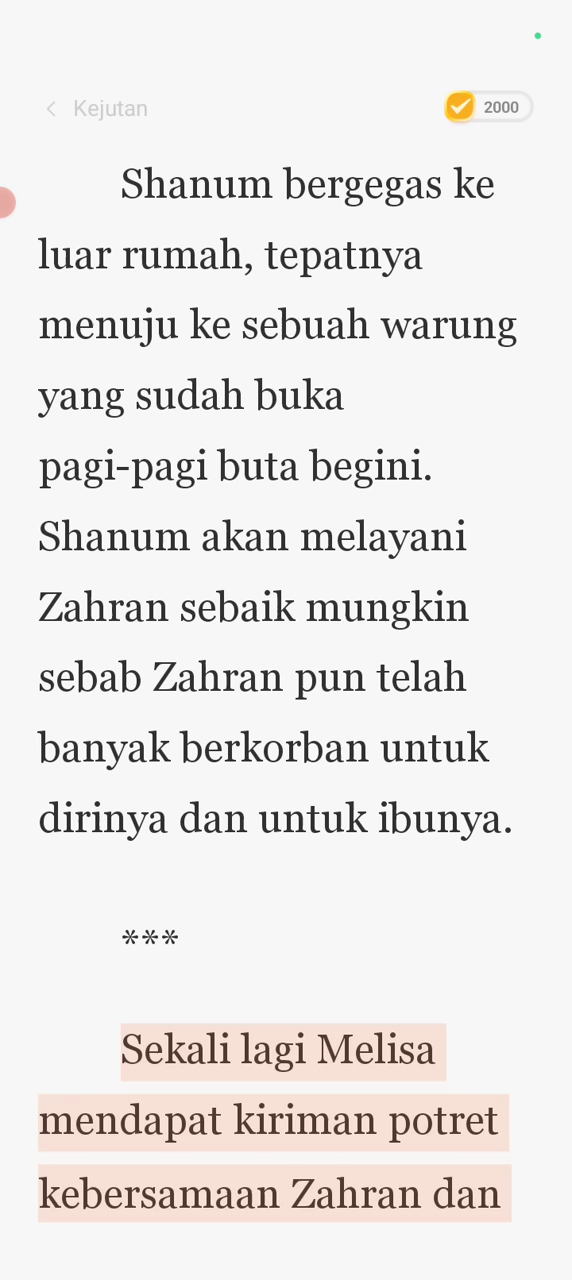 Kejutan
2000
Shanum bergegas ke
luar rumah, tepatnya
menuju ke sebuah warung
yang sudah buka
pagi-pagi buta begini.
Shanum akan melayani
Zahran sebaik mungkin
sebab Zahran pun telah
banyak berkorban untuk
dirinya dan untuk ibunya.
***
Sekali lagi Melisa
mendapat kiriman potret
kebersamaan Zahran dan